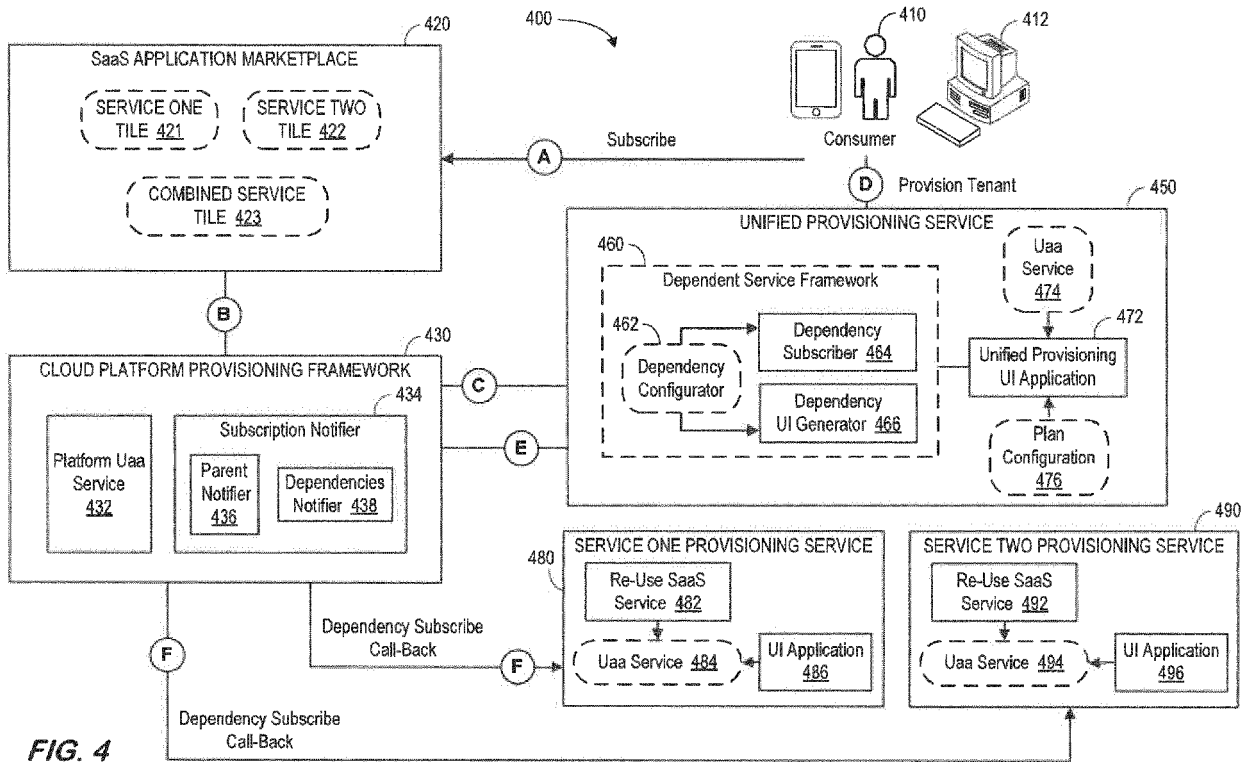 400
410
412
420
SaaS APPLICATION MARKETPLACE
SERVICE ONE
TILE 421
SERVICE TWO
TILE 422
COMBINED SERVICE
TILE 423
A
Subscribe
Consumer
D
Provision Tenant
B
450
UNIFIED PROVISIONING SERVICE
460
Dependent Service Framework
462
Dependency
Configurator
Dependency
Subscriber 464
Dependency
UI Generator 466
Uaa
Service
474
472
Unified Provisioning
UI Application
Plan
Configuration
476
430
CLOUD PLATFORM PROVISIONING FRAMEWORK
C
E
434
Platform Uaa
Service
432
Subscription Notifier
Parent
Notifier
436
Dependencies
Notifier 438
480
SERVICE ONE PROVISIONING SERVICE
Re-Use SaaS
Service 482
Uaa Service 484
UI Application
486
490
SERVICE TWO PROVISIONING SERVICE
Re-Use SaaS
Service 492
Uaa Service 494
UI Application
496
Dependency Subscribe
Call-Back
F
F
Dependency Subscribe
Call-Back
FIG. 4